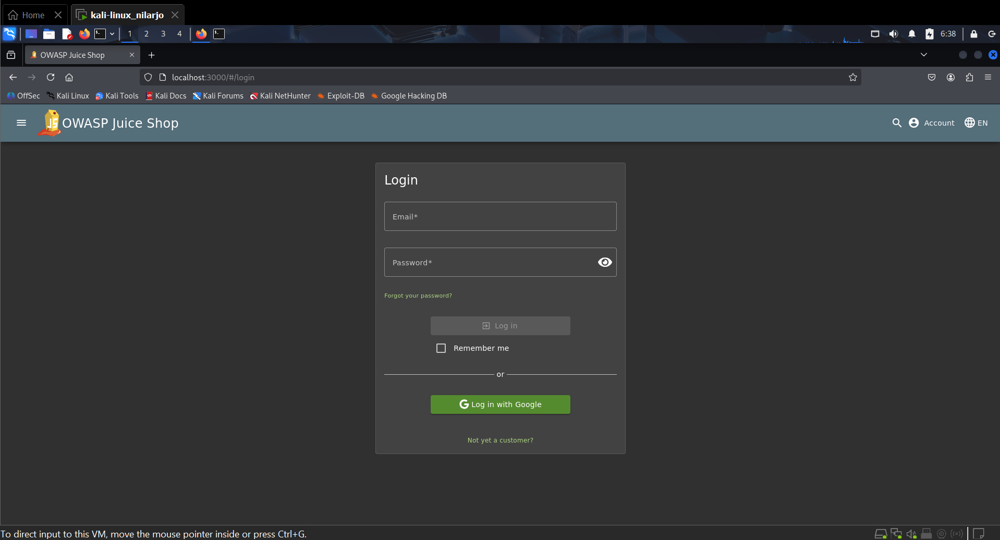 Home kali-linux_nilarjo
1 2 3 4 6:38
OWASP Juice Shop
localhost:3000/#/login
OffSec Kali Linux Kali Tools Kali Docs Kali Forums Kali NetHunter Exploit-DB Google Hacking DB
JS OWASP Juice Shop Account EN
Login
Email*
Password*
Forgot your password?
Log in
Remember me
or
G Log in with Google
Not yet a customer?
To direct input to this VM, move the mouse pointer inside or press Ctrl+G.